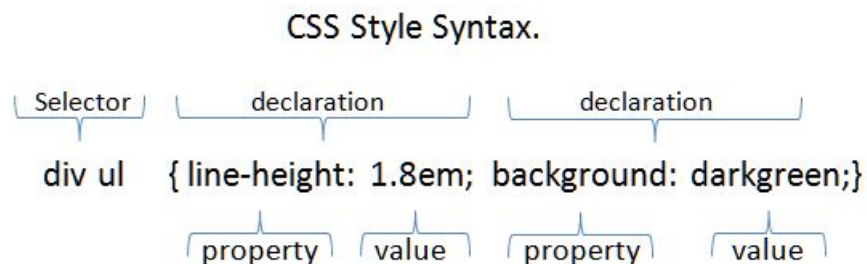 CSS Style Syntax.
Selector declaration declaration
div ul { line-height: 1.8em; background: darkgreen;}
property value property value